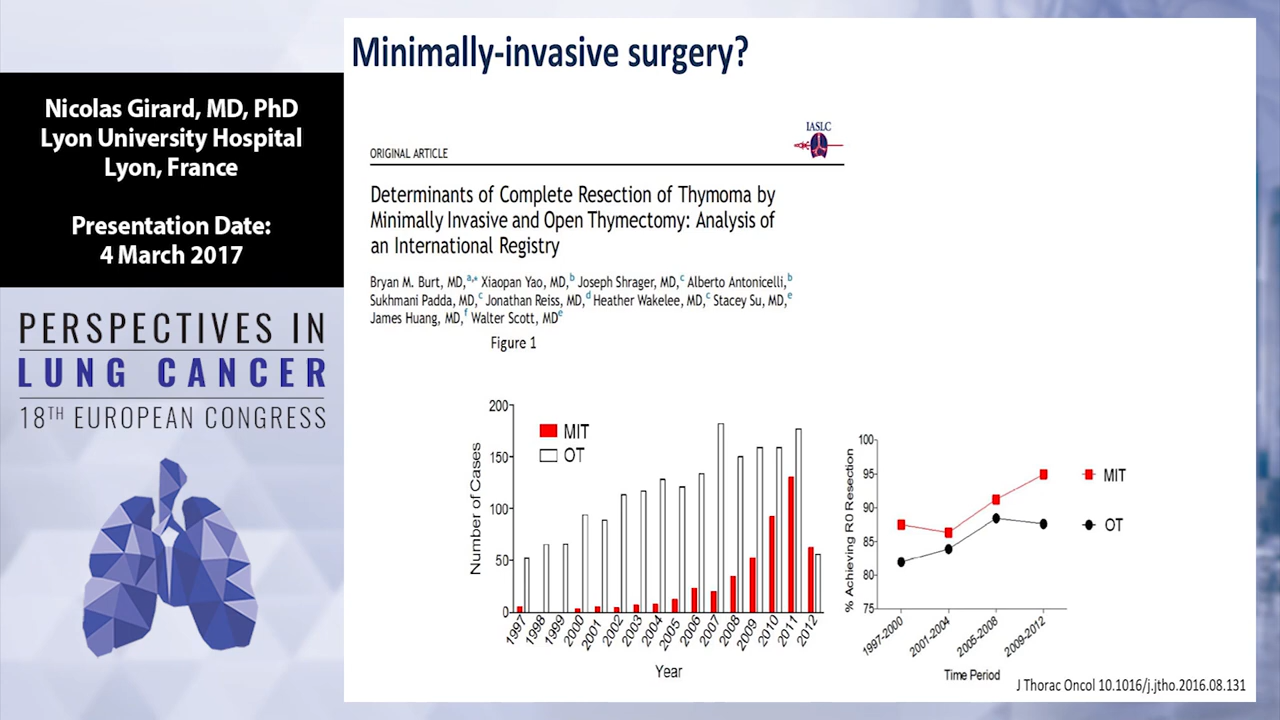 Nicolas Girard, MD, PhD
Lyon University Hospital
Lyon, France
Presentation Date:
4 March 2017
PERSPECTIVES IN
LUNG CANCER
18TH EUROPEAN CONGRESS
Minimally-invasive surgery?
IASLC
ORIGINAL ARTICLE
Determinants of Complete Resection of Thymoma by
Minimally Invasive and Open Thymectomy: Analysis of
an International Registry
Bryan M. Burt, MD,a,* Xiaopan Yao, MD,b Joseph Shrager, MD,c Alberto Antonicelli,b
Sukhmani Padda, MD,c Jonathan Reiss, MD,d Heather Wakelee, MD,c Stacey Su, MD,e
James Huang, MD,f Walter Scott, MDe
Figure 1
Number of Cases
200
150
100
50
0
MIT
OT
1997
1998
1999
2000
2001
2002
2003
2004
2005
2006
2007
2008
2009
2010
2011
2012
Year
% Achieving R0 Resection
100
95
90
85
80
75
MIT
OT
1997-2000
2001-2004
2005-2008
2009-2012
Time Period
J Thorac Oncol 10.1016/j.jtho.2016.08.131